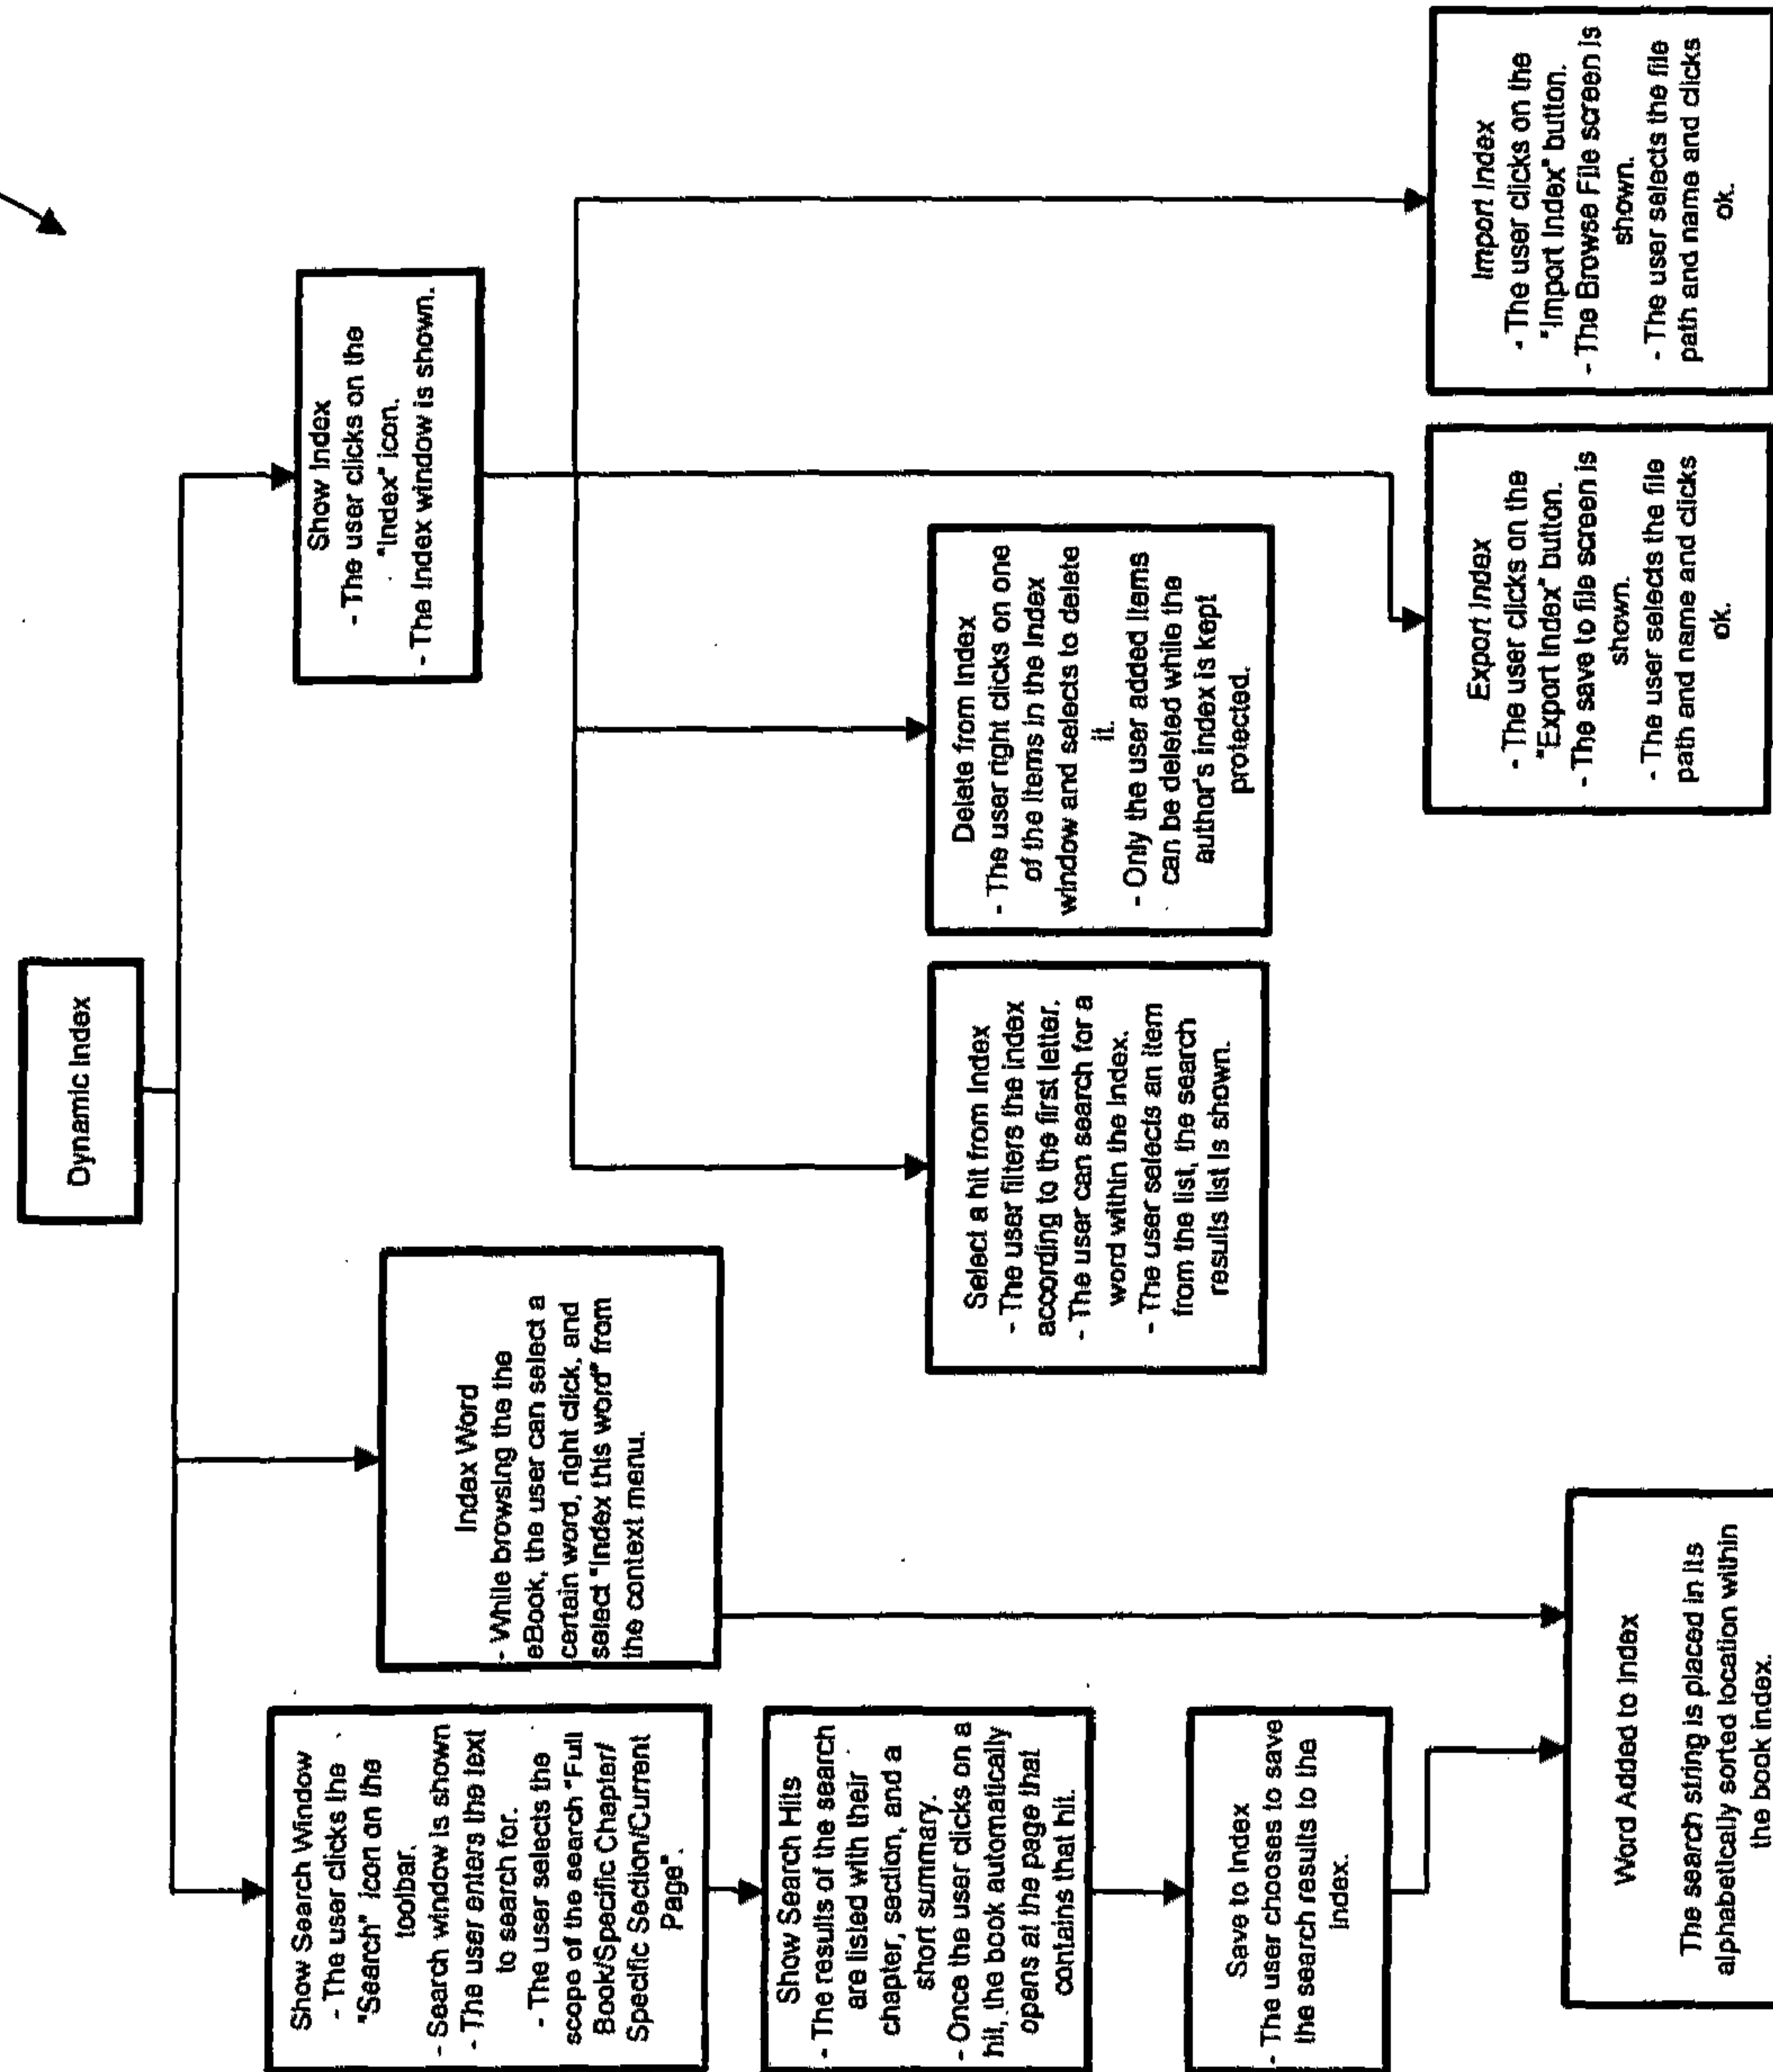 Dynamic Index
Show Search Window
- The user clicks the
"Search" icon on the
toolbar.
- Search window is shown
- The user enters the text
to search for.
- The user selects the
scope of the search "Full
Book/Specific Chapter/
Specific Section/Current
Page".
Show Search Hits
- The results of the search
are listed with their
chapter, section, and a
short summary.
- Once the user clicks on a
hit, the book automatically
opens at the page that
contains that hit.
Save to Index
- The user chooses to save
the search results to the
index.
Index Word
- While browsing the the
eBook, the user can select a
certain word, right click, and
select "Index this word" from
the context menu.
Word Added to Index
The search string is placed in its
alphabetically sorted location within
the book index.
Show Index
- The user clicks on the
"Index" icon.
- The Index window is shown.
Select a hit from Index
- The user filters the index
according to the first letter.
- The user can search for a
word within the Index.
- The user selects an item
from the list, the search
results list is shown.
Delete from Index
- The user right clicks on one
of the items in the Index
window and selects to delete
it.
- Only the user added items
can be deleted while the
author's index is kept
protected.
Export Index
- The user clicks on the
"Export Index" button.
- The save to file screen is
shown.
- The user selects the file
path and name and clicks
ok.
Import Index
- The user clicks on the
"Import Index" button.
- The Browse File screen is
shown.
- The user selects the file
path and name and clicks
ok.